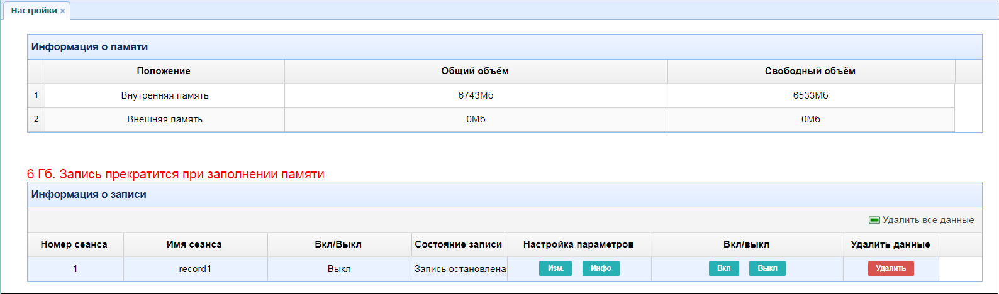 Настройки ×
Информация о памяти
Положение Общий объём Свободный объём
1 Внутренняя память 6743Мб 6533Мб
2 Внешняя память 0Мб 0Мб
6 Гб. Запись прекратится при заполнении памяти
Информация о записи
Удалить все данные
Номер сеанса Имя сеанса Вкл/Выкл Состояние записи Настройка параметров Вкл/выкл Удалить данные
1 record1 Выкл Запись остановлена Изм. Инфо Вкл Выкл Удалить